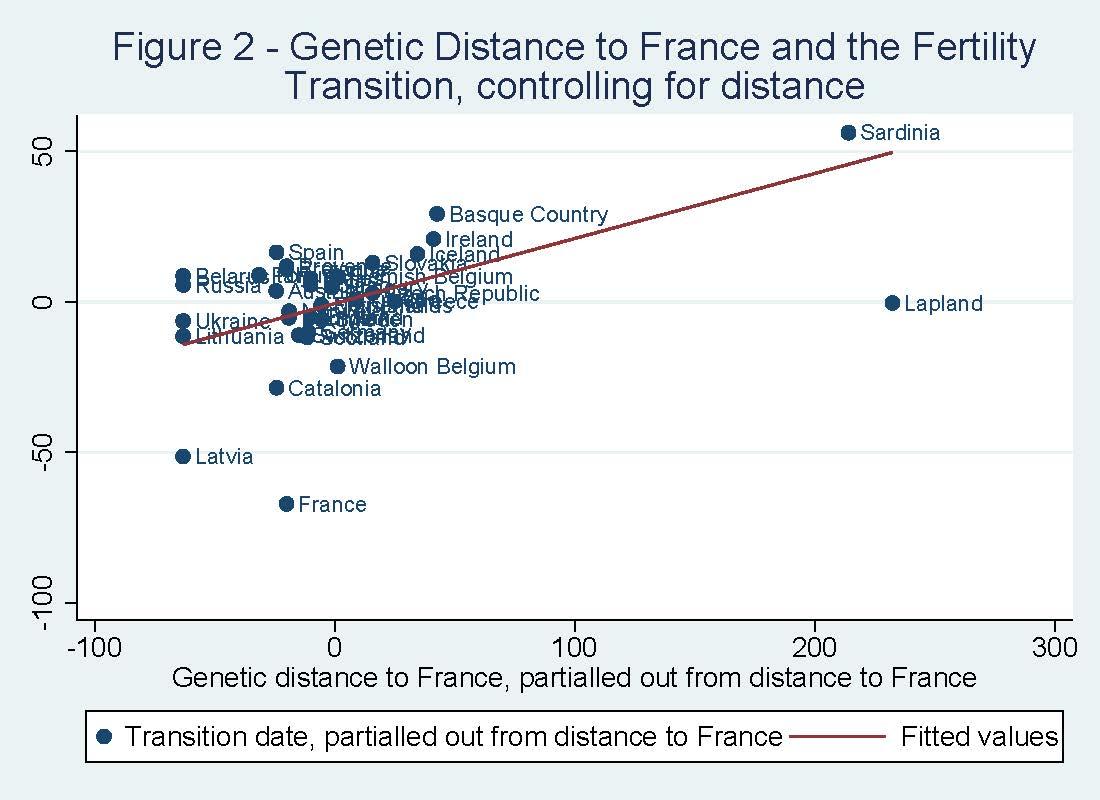 Figure 2 - Genetic Distance to France and the Fertility
Transition, controlling for distance
50
0
-50
-100
Sardinia
Basque Country
Ireland
Iceland
Spain
Slovakia
Belarus
Belgium
Russia
Czech Republic
Lapland
Ukraine
Lithuania
Scotland
Walloon Belgium
Catalonia
Latvia
France
-100
0
100
200
300
Genetic distance to France, partialled out from distance to France
Transition date, partialled out from distance to France
Fitted values